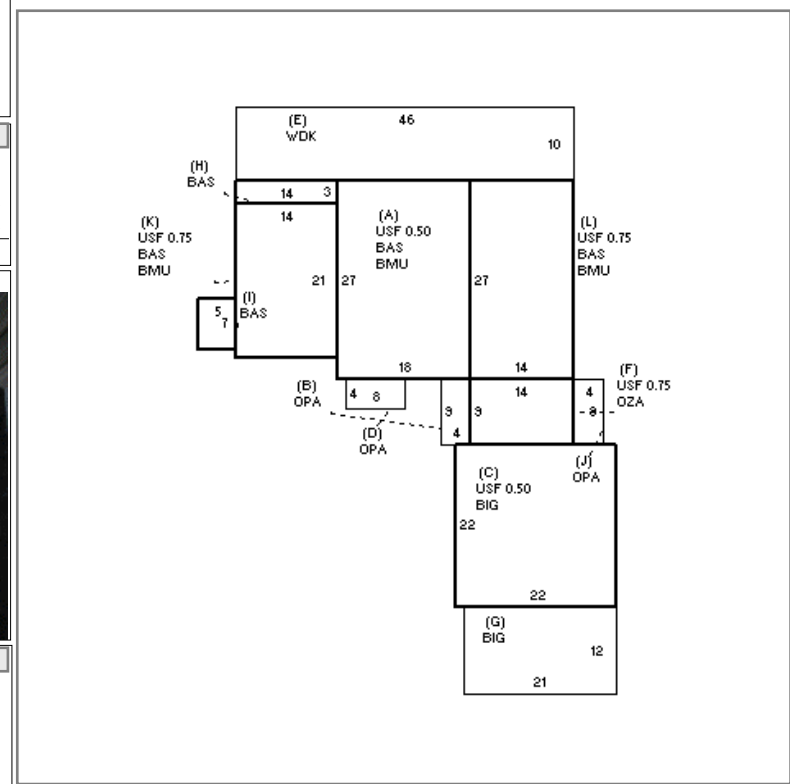 (E)
WDK
46
10
(H)
BAS
14
3
14
(K)
USF 0.75
BAS
BMU
(A)
USF 0.50
BAS
BMU
(L)
USF 0.75
BAS
BMU
21
27
27
(I)
BAS
5
7
18
14
(B)
OPA
4
8
(D)
OPA
9
4
9
14
4
(F)
USF 0.75
OZA
(J)
OPA
(C)
USF 0.50
BIG
22
22
(G)
BIG
12
21